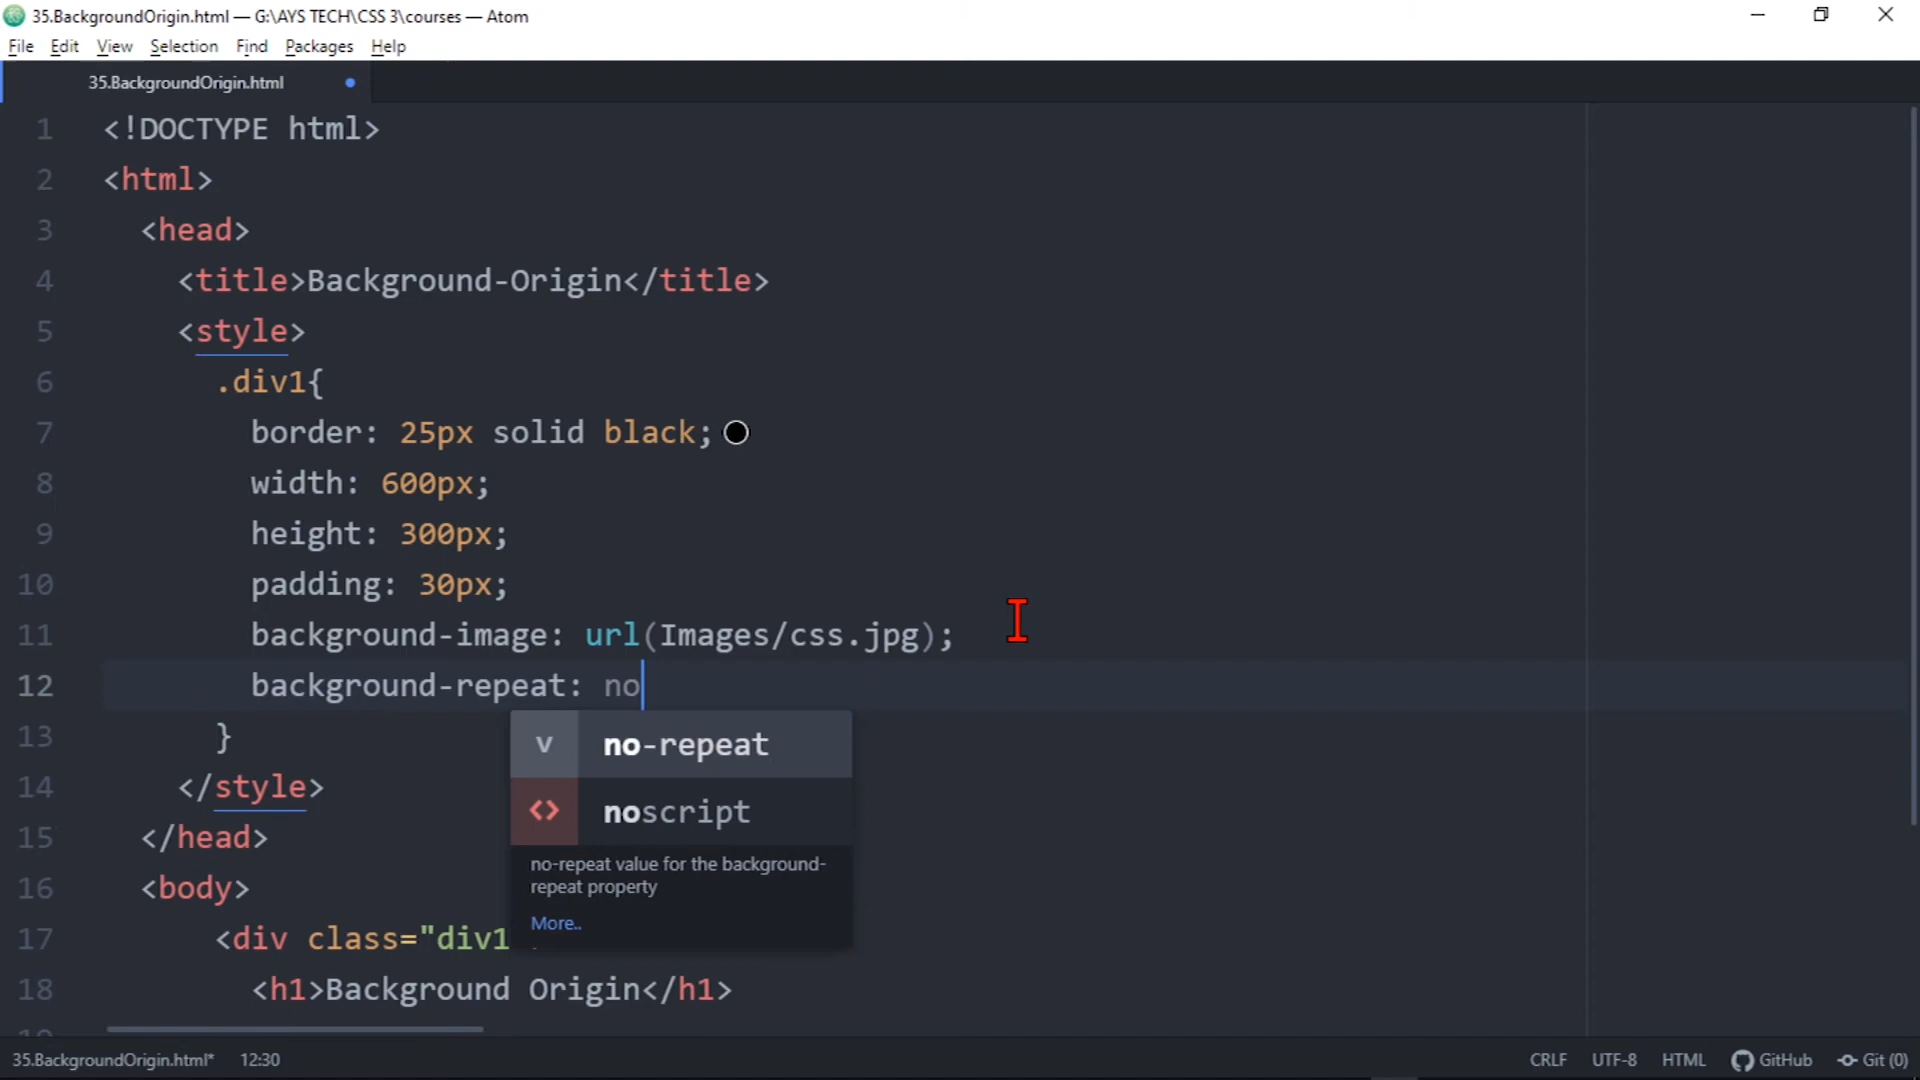 35.BackgroundOrigin.html — G:\AYS TECH\CSS 3\courses — Atom
File Edit View Selection Find Packages Help
35.BackgroundOrigin.html
1 <!DOCTYPE html>
2 <html>
3 <head>
4 <title>Background-Origin</title>
5 <style>
6 .div1{
7 border: 25px solid black;
8 width: 600px;
9 height: 300px;
10 padding: 30px;
11 background-image: url(Images/css.jpg);
12 background-repeat: no
13 }
v no-repeat
14 </style>
<> noscript
15 </head>
no-repeat value for the background-
repeat property
16 <body>
More..
17 <div class="div1
18 <h1>Background Origin</h1>
35.BackgroundOrigin.html* 12:30 CRLF UTF-8 HTML GitHub Git (0)